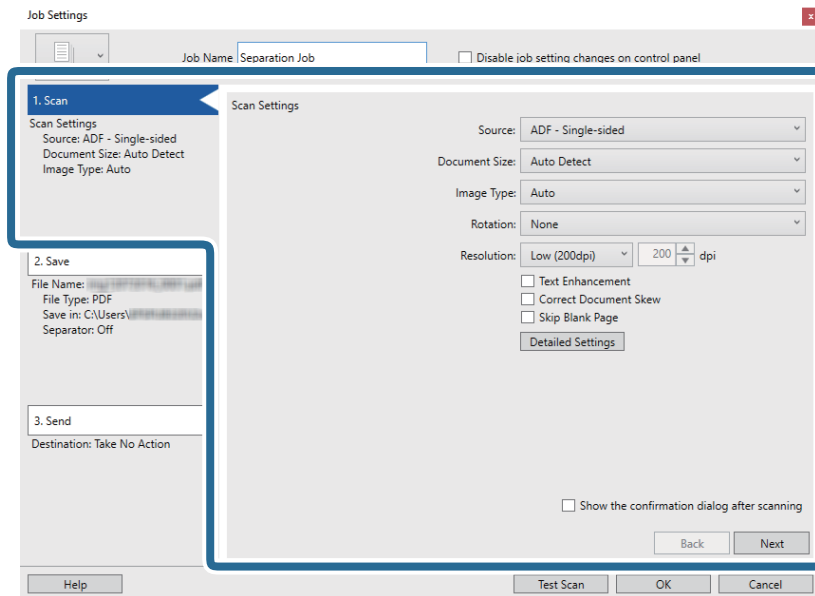 Job Settings
x
Job Name Separation Job Disable job setting changes on control panel
1. Scan
Scan Settings
Source: ADF - Single-sided
Document Size: Auto Detect
Image Type: Auto
2. Save
File Name:
File Type: PDF
Save in: C:\Users\
Separator: Off
3. Send
Destination: Take No Action
Scan Settings
Source: ADF - Single-sided
Document Size: Auto Detect
Image Type: Auto
Rotation: None
Resolution: Low (200dpi) 200 dpi
Text Enhancement
Correct Document Skew
Skip Blank Page
Detailed Settings
Show the confirmation dialog after scanning
Back Next
Help Test Scan OK Cancel